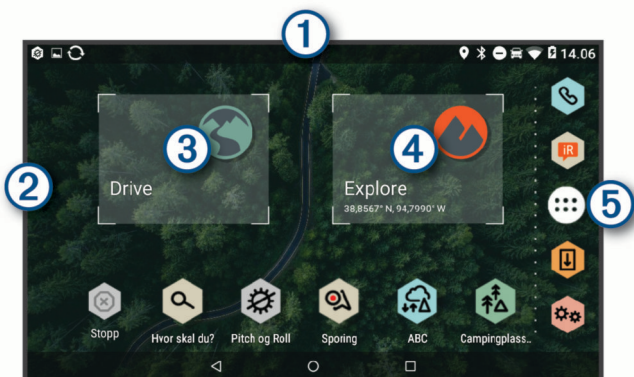 1
14.06
2
3
4
5
Drive
Explore
38,8567° N, 94,7990° W
iR
Stopp
Hvor skal du?
Pitch og Roll
Sporing
ABC
Campingplass..